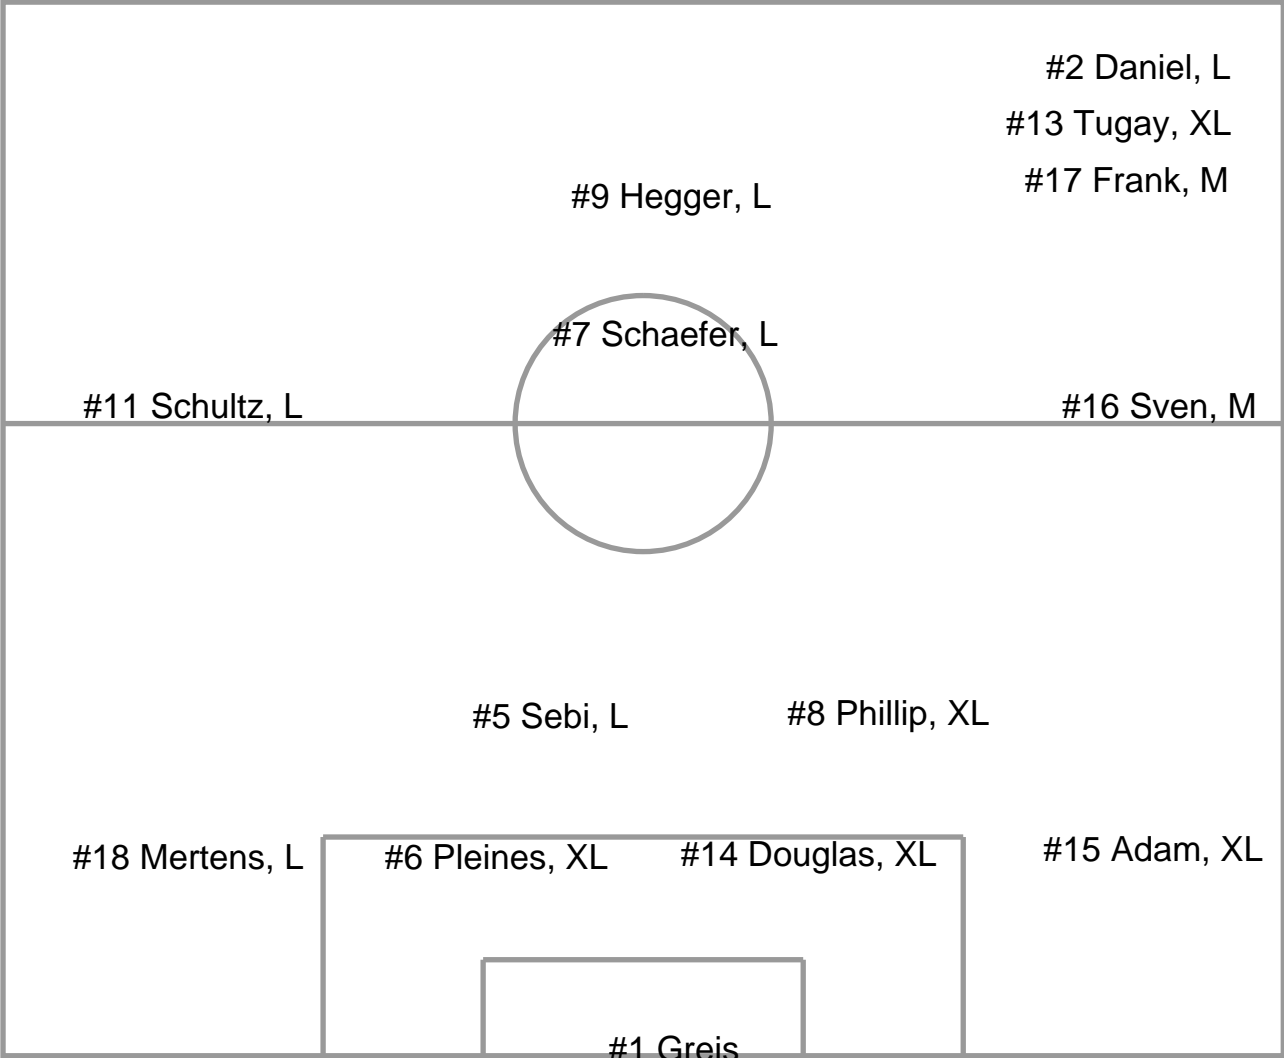 #2 Daniel, L
#13 Tugay, XL
#17 Frank, M
#9 Hegger, L
#7 Schaefer, L
#11 Schultz, L
#16 Sven, M
#5 Sebi, L
#8 Phillip, XL
#18 Mertens, L
#6 Pleines, XL
#14 Douglas, XL
#15 Adam, XL
#1 Greis